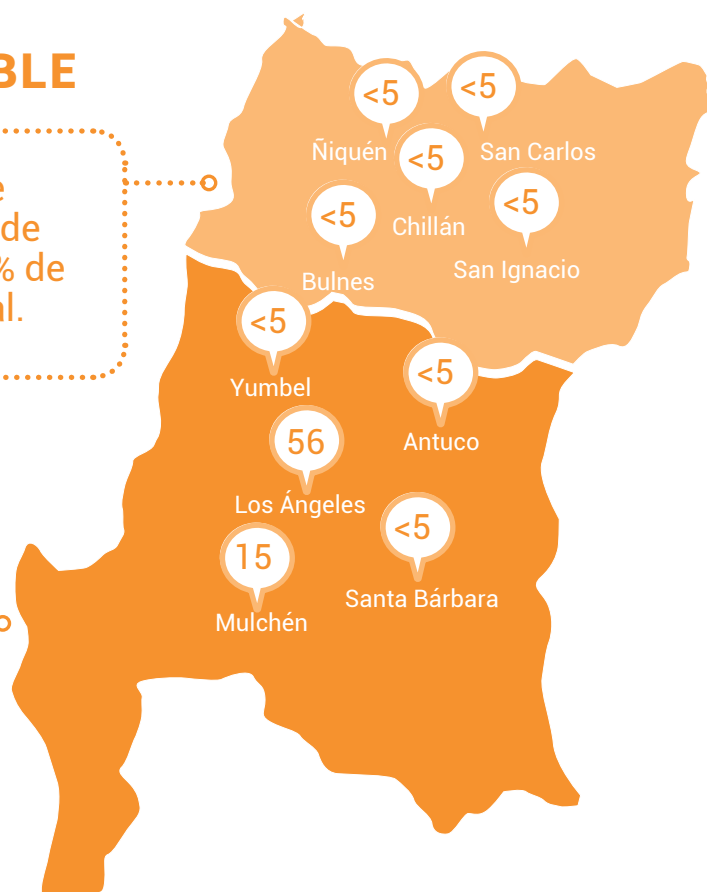 BLE
e
de
% de
al.
<5
Ñiquén
<5
San Carlos
<5
Chillán
<5
Bulnes
<5
San Ignacio
<5
Yumbel
<5
Antuco
56
Los Ángeles
<5
Santa Bárbara
15
Mulchén